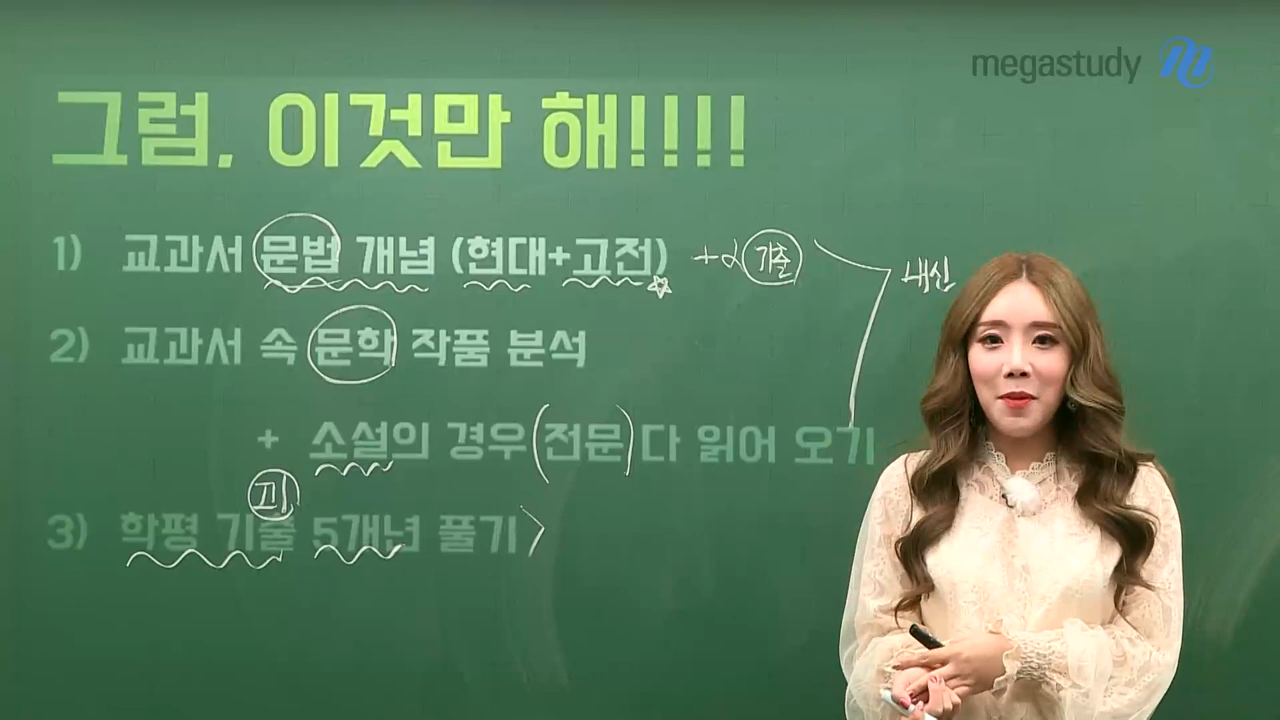 megastudy
그럼, 이것만 해!!!!
1) 교과서 문법 개념 (현대+고전) +α 기출
내신
2) 교과서 속 문학 작품 분석
+ 소설의 경우 (전문) 다 읽어 오기
3) 학평 기출 5개년 풀기